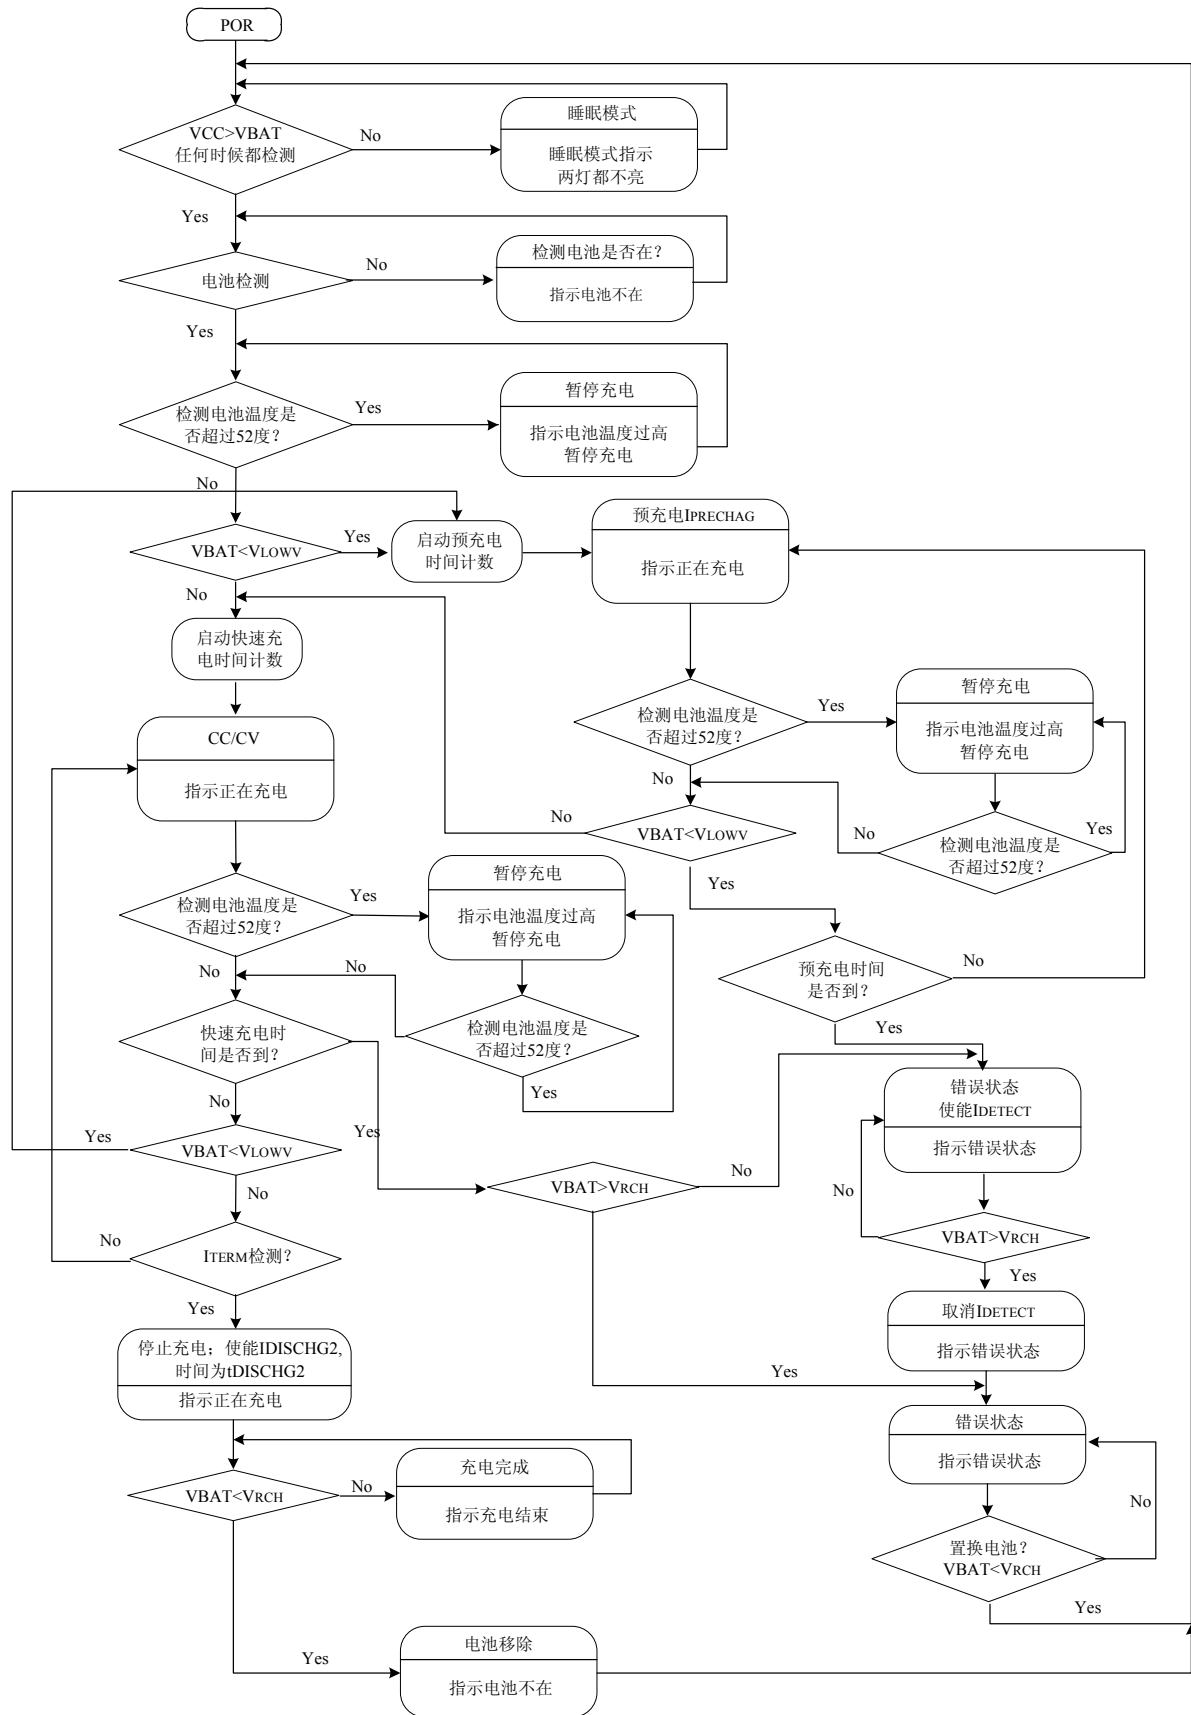 POR
VCC>VBAT
任何时候都检测
No
睡眠模式
睡眠模式指示
两灯都不亮
Yes
电池检测
No
检测电池是否在?
指示电池不在
Yes
检测电池温度是
否超过52度?
Yes
暂停充电
指示电池温度过高
暂停充电
No
VBAT<VLOWV
Yes
启动预充电
时间计数
预充电IPRECHAG
指示正在充电
No
启动快速充
电时间计数
检测电池温度是
否超过52度?
Yes
暂停充电
指示电池温度过高
暂停充电
CC/CV
指示正在充电
No
VBAT<VLOWV
No
No
检测电池温度是
否超过52度?
Yes
Yes
检测电池温度是
否超过52度?
Yes
暂停充电
指示电池温度过高
暂停充电
预充电时间
是否到?
No
No
No
检测电池温度是
否超过52度?
Yes
快速充电时
间是否到?
Yes
No
Yes
错误状态
使能IDETECT
指示错误状态
VBAT<VLOWV
Yes
No
VBAT>VRCH
No
No
VBAT>VRCH
Yes
ITERM检测?
No
Yes
取消IDETECT
指示错误状态
停止充电；使能IDISCHG2,
时间为tDISCHG2
指示正在充电
Yes
错误状态
指示错误状态
VBAT<VRCH
No
充电完成
指示充电结束
No
置换电池?
VBAT<VRCH
Yes
Yes
电池移除
指示电池不在